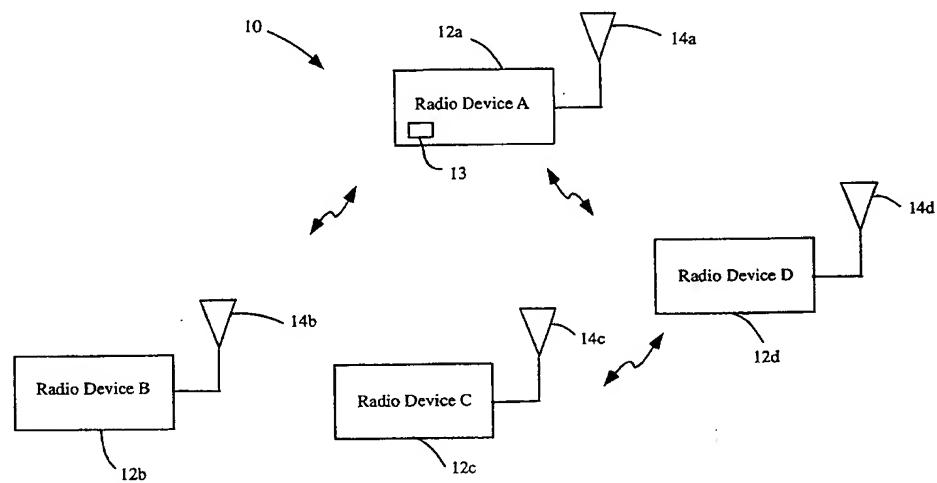 10
12a
14a
Radio Device A
13
14d
Radio Device D
14b
14c
12d
Radio Device B
Radio Device C
12b
12c